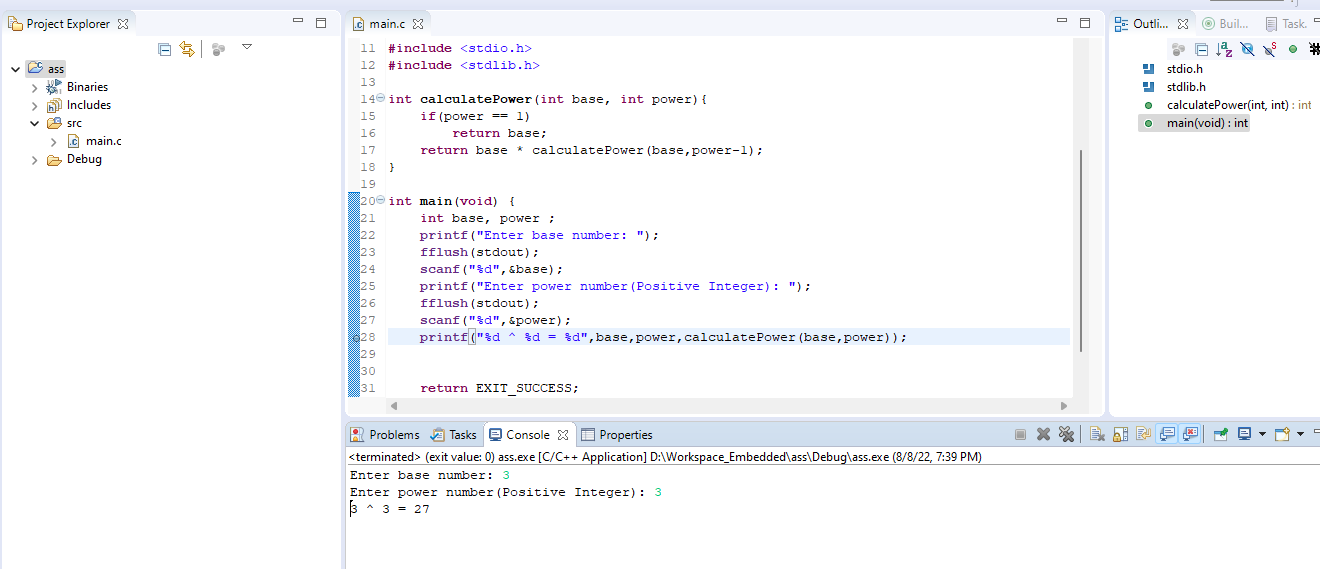 Project Explorer
ass
Binaries
Includes
src
main.c
Debug
main.c
11 #include <stdio.h>
12 #include <stdlib.h>
13
14 int calculatePower(int base, int power){
15     if(power == 1)
16         return base;
17     return base * calculatePower(base,power-1);
18 }
19
20 int main(void) {
21     int base, power ;
22     printf("Enter base number: ");
23     fflush(stdout);
24     scanf("%d",&base);
25     printf("Enter power number(Positive Integer): ");
26     fflush(stdout);
27     scanf("%d",&power);
28     printf("%d ^ %d = %d",base,power,calculatePower(base,power));
29
30
31     return EXIT_SUCCESS;
Outli... Buil... Task.
stdio.h
stdlib.h
calculatePower(int, int) : int
main(void) : int
Problems Tasks Console Properties
<terminated> (exit value: 0) ass.exe [C/C++ Application] D:\Workspace_Embedded\ass\Debug\ass.exe (8/8/22, 7:39 PM)
Enter base number: 3
Enter power number(Positive Integer): 3
3 ^ 3 = 27